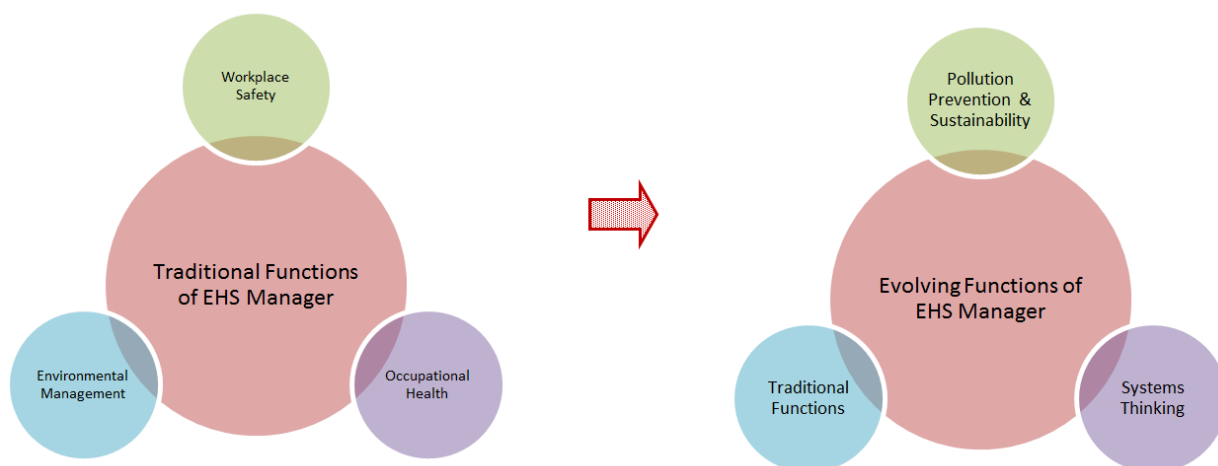 Workplace
Safety
Traditional Functions
of EHS Manager
Environmental
Management
Occupational
Health
Pollution
Prevention &
Sustainability
Evolving Functions of
EHS Manager
Traditional
Functions
Systems
Thinking